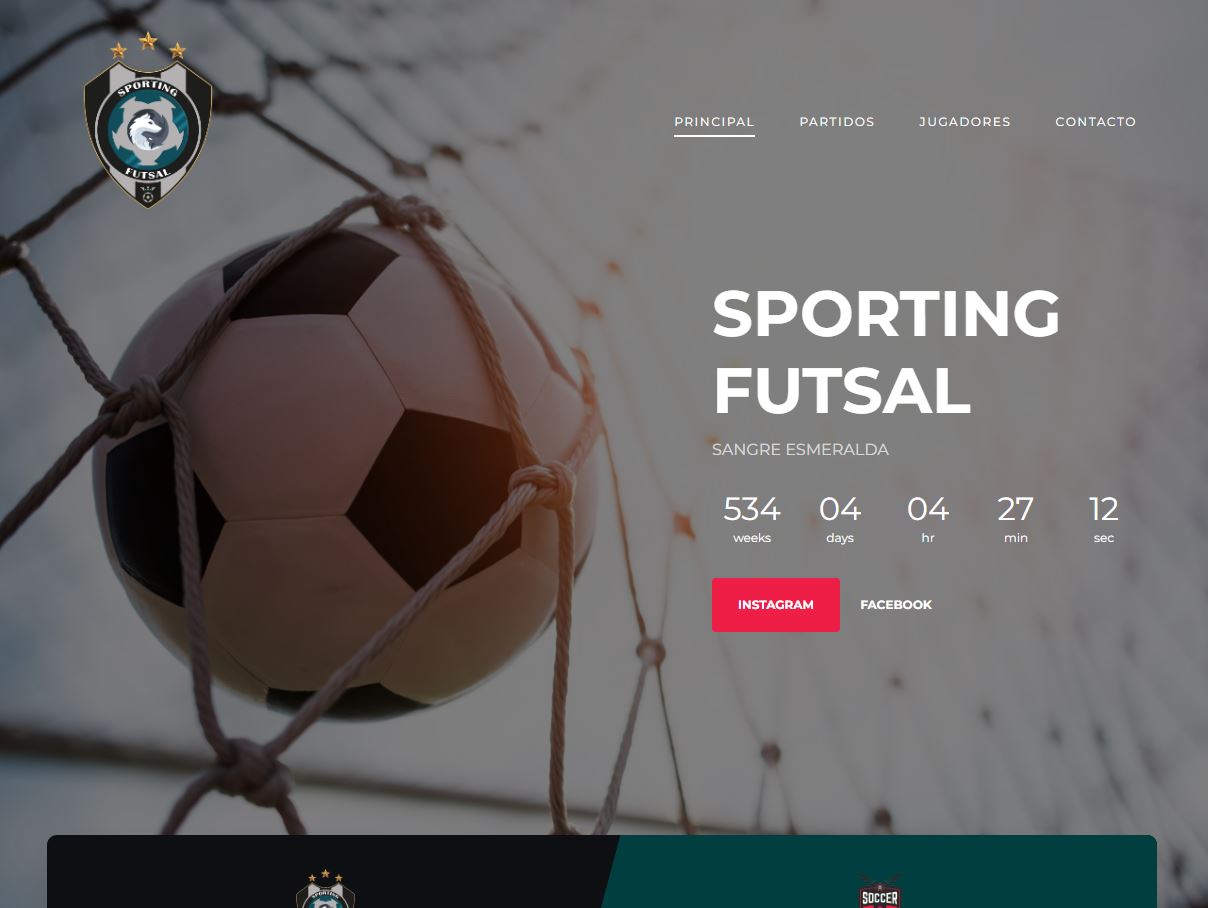 SPORTING
FUTSAL
PRINCIPAL
PARTIDOS
JUGADORES
CONTACTO
SPORTING
FUTSAL
SANGRE ESMERALDA
534 04 04 27 12
weeks days hr min sec
INSTAGRAM
FACEBOOK
SPORTING
SOCCER